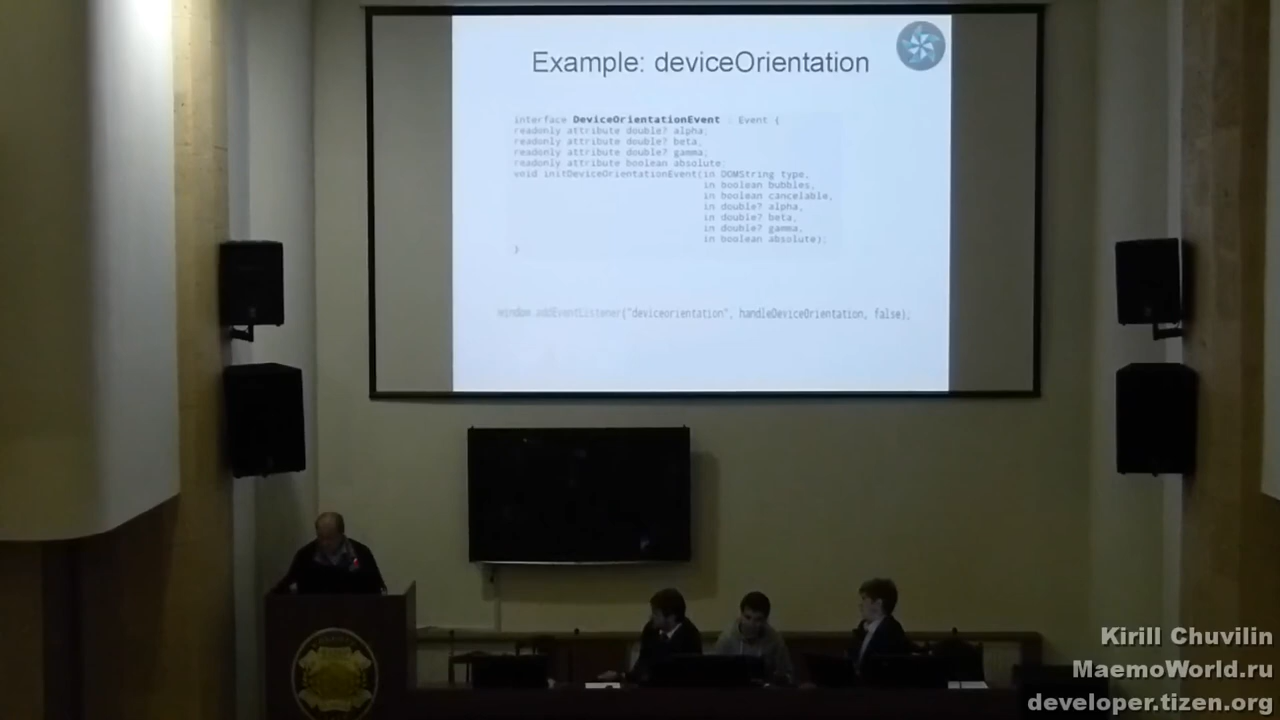 Example: deviceOrientation
interface DeviceOrientationEvent : Event {
readonly attribute double? alpha;
readonly attribute double? beta;
readonly attribute double? gamma;
readonly attribute boolean absolute;
void initDeviceOrientationEvent(in DOMString type,
in boolean bubbles,
in boolean cancelable,
in double? alpha,
in double? beta,
in double? gamma,
in boolean absolute);
}
window.addEventListener("deviceorientation", handleDeviceOrientation, false);
Kirill Chuvilin
MaemoWorld.ru
developer.tizen.org